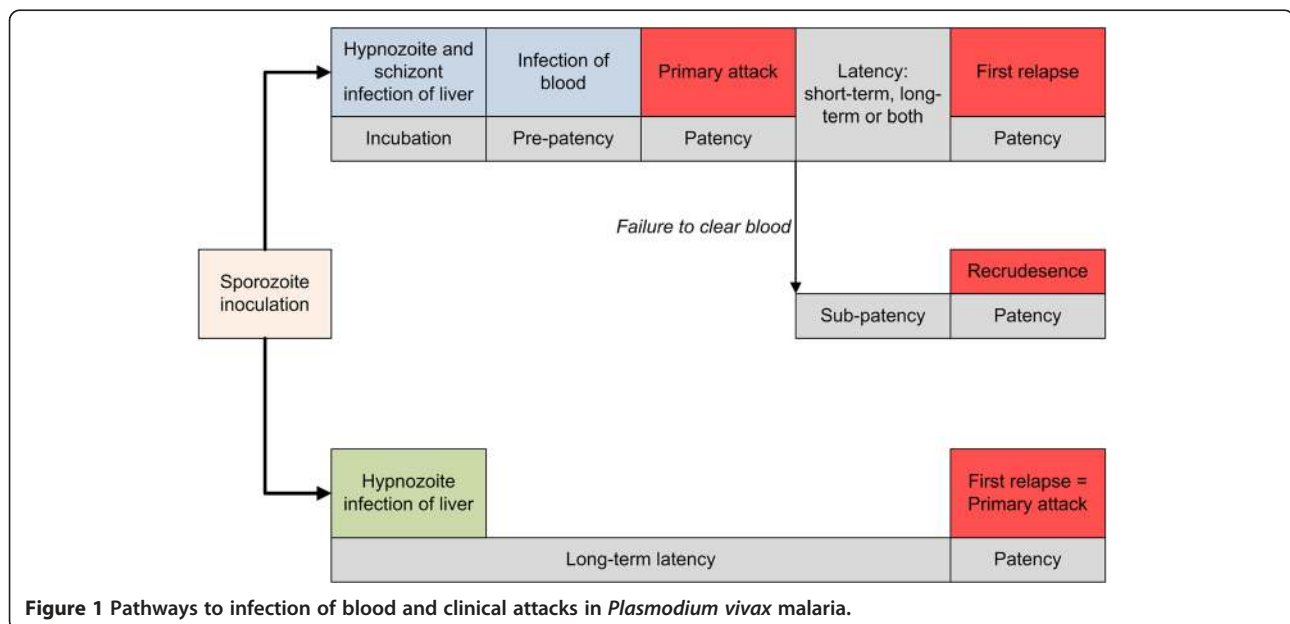 Hypnozoite and
schizont
infection of liver
Infection of
blood
Primary attack
Latency:
short-term, long-
term or both
First relapse
Incubation
Pre-patency
Patency
Patency
Failure to clear blood
Sporozoite
inoculation
Recrudesence
Sub-patency
Patency
Hypnozoite
infection of liver
First relapse =
Primary attack
Long-term latency
Patency
Figure 1 Pathways to infection of blood and clinical attacks in Plasmodium vivax malaria.